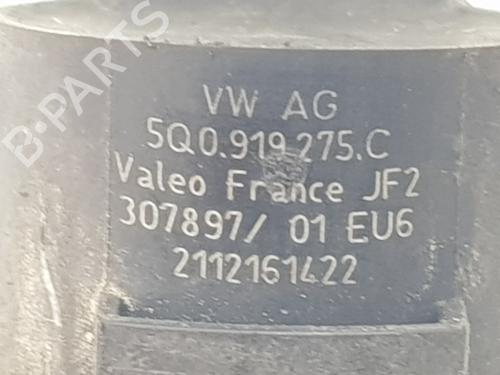 VW AG
5Q0.919.275.C
Valeo France JF2
307897/ 01 EU6
2112161422
B-PARTS